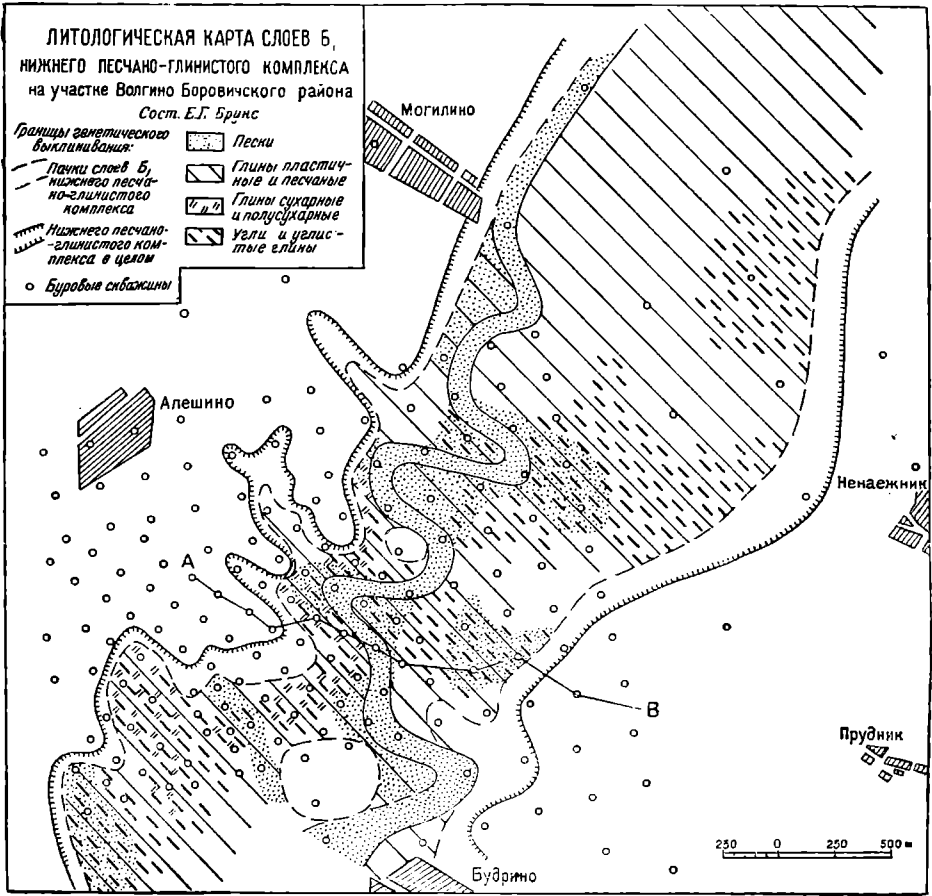 ЛИТОЛОГИЧЕСКАЯ КАРТА СЛОЕВ Б₁
НИЖНЕГО ПЕСЧАНО-ГЛИНИСТОГО КОМПЛЕКСА
на участке Волгино Боровичского района
Сост. Е.Г. Бринс
Границы генетического
выклинивания:
Пачки слоев Б₁
нижнего песча-
но-глинистого
комплекса
Нижнего песчано-
-глинистого ком-
плекса в целом
Буровые скважины
Пески
Глины пластич-
ные и песчаные
Глины сухарные
и полусухарные
Угли и углис-
тые глины
Могилино
Алешино
Ненаежник
А
В
Прудник
Будрино
250 0 250 500 м